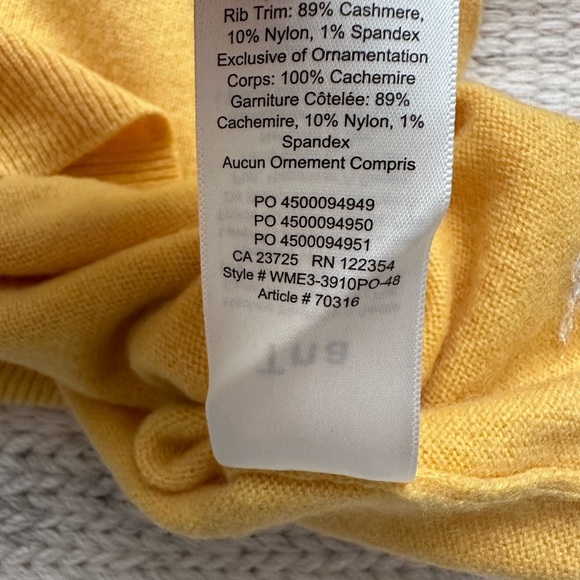 Rib Trim: 89% Cashmere,
10% Nylon, 1% Spandex
Exclusive of Ornamentation
Corps: 100% Cachemire
Garniture Côtelée: 89%
Cachemire, 10% Nylon, 1%
Spandex
Aucun Ornement Compris
PO 4500094949
PO 4500094950
PO 4500094951
CA 23725 RN 122354
Style # WME3-3910PO-48
Article # 70316
Tna